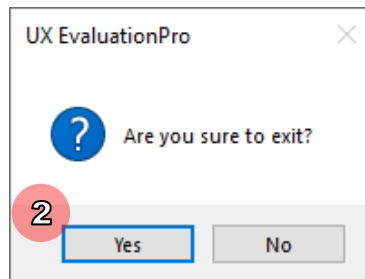 UX EvaluationPro
?
Are you sure to exit?
2
Yes
No